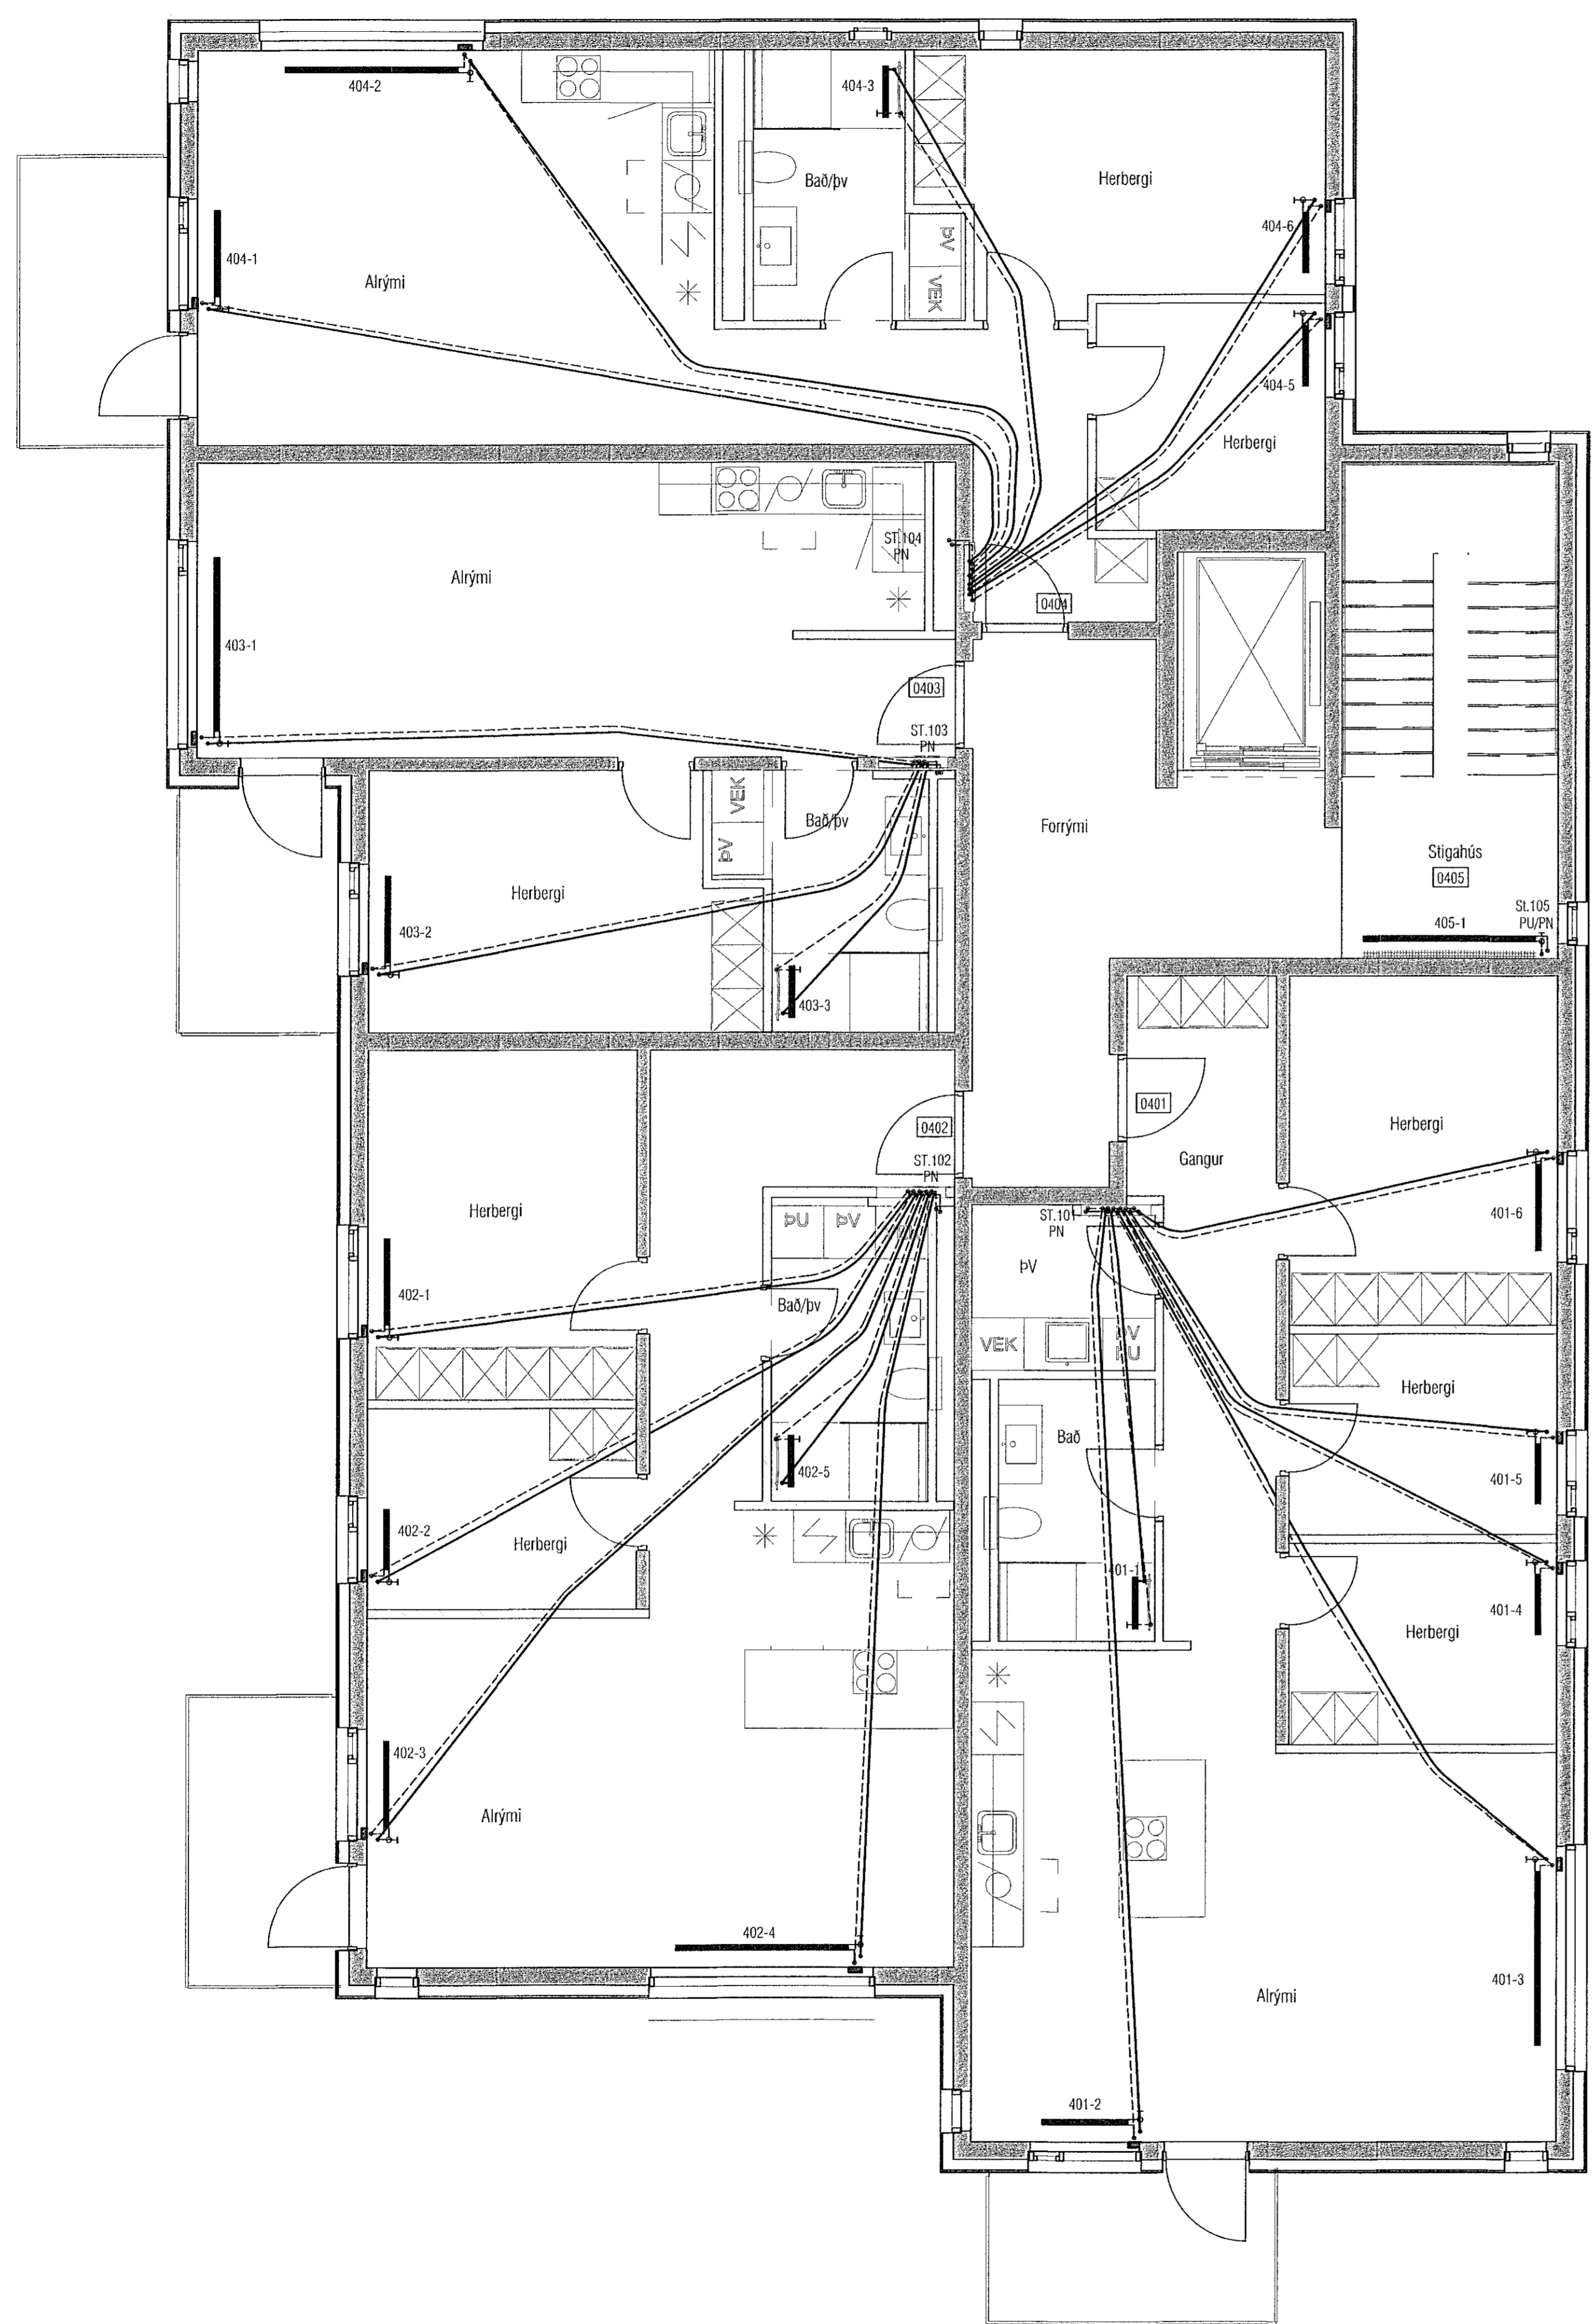 404-2
404-3
Bað/þv
Herbergi
404-6
404-1
Alrými
ÞV
VEK
404-5
Herbergi
ST.104
PN
Alrými
0404
403-1
0403
ST.103
PN
VEK
ÞV
Bað/þv
Forrými
Stigahús
0405
Herbergi
St.105
PU/PN
405-1
403-2
403-3
0401
0402
Herbergi
Gangur
ST.102
PN
Herbergi
ÞU
ÞV
ST.101
PN
401-6
ÞV
402-1
Bað/þv
VEK
ÞV
ÞU
Herbergi
Bað
402-5
401-5
402-2
Herbergi
401-1
401-4
Herbergi
402-3
Alrými
402-4
401-3
Alrými
401-2